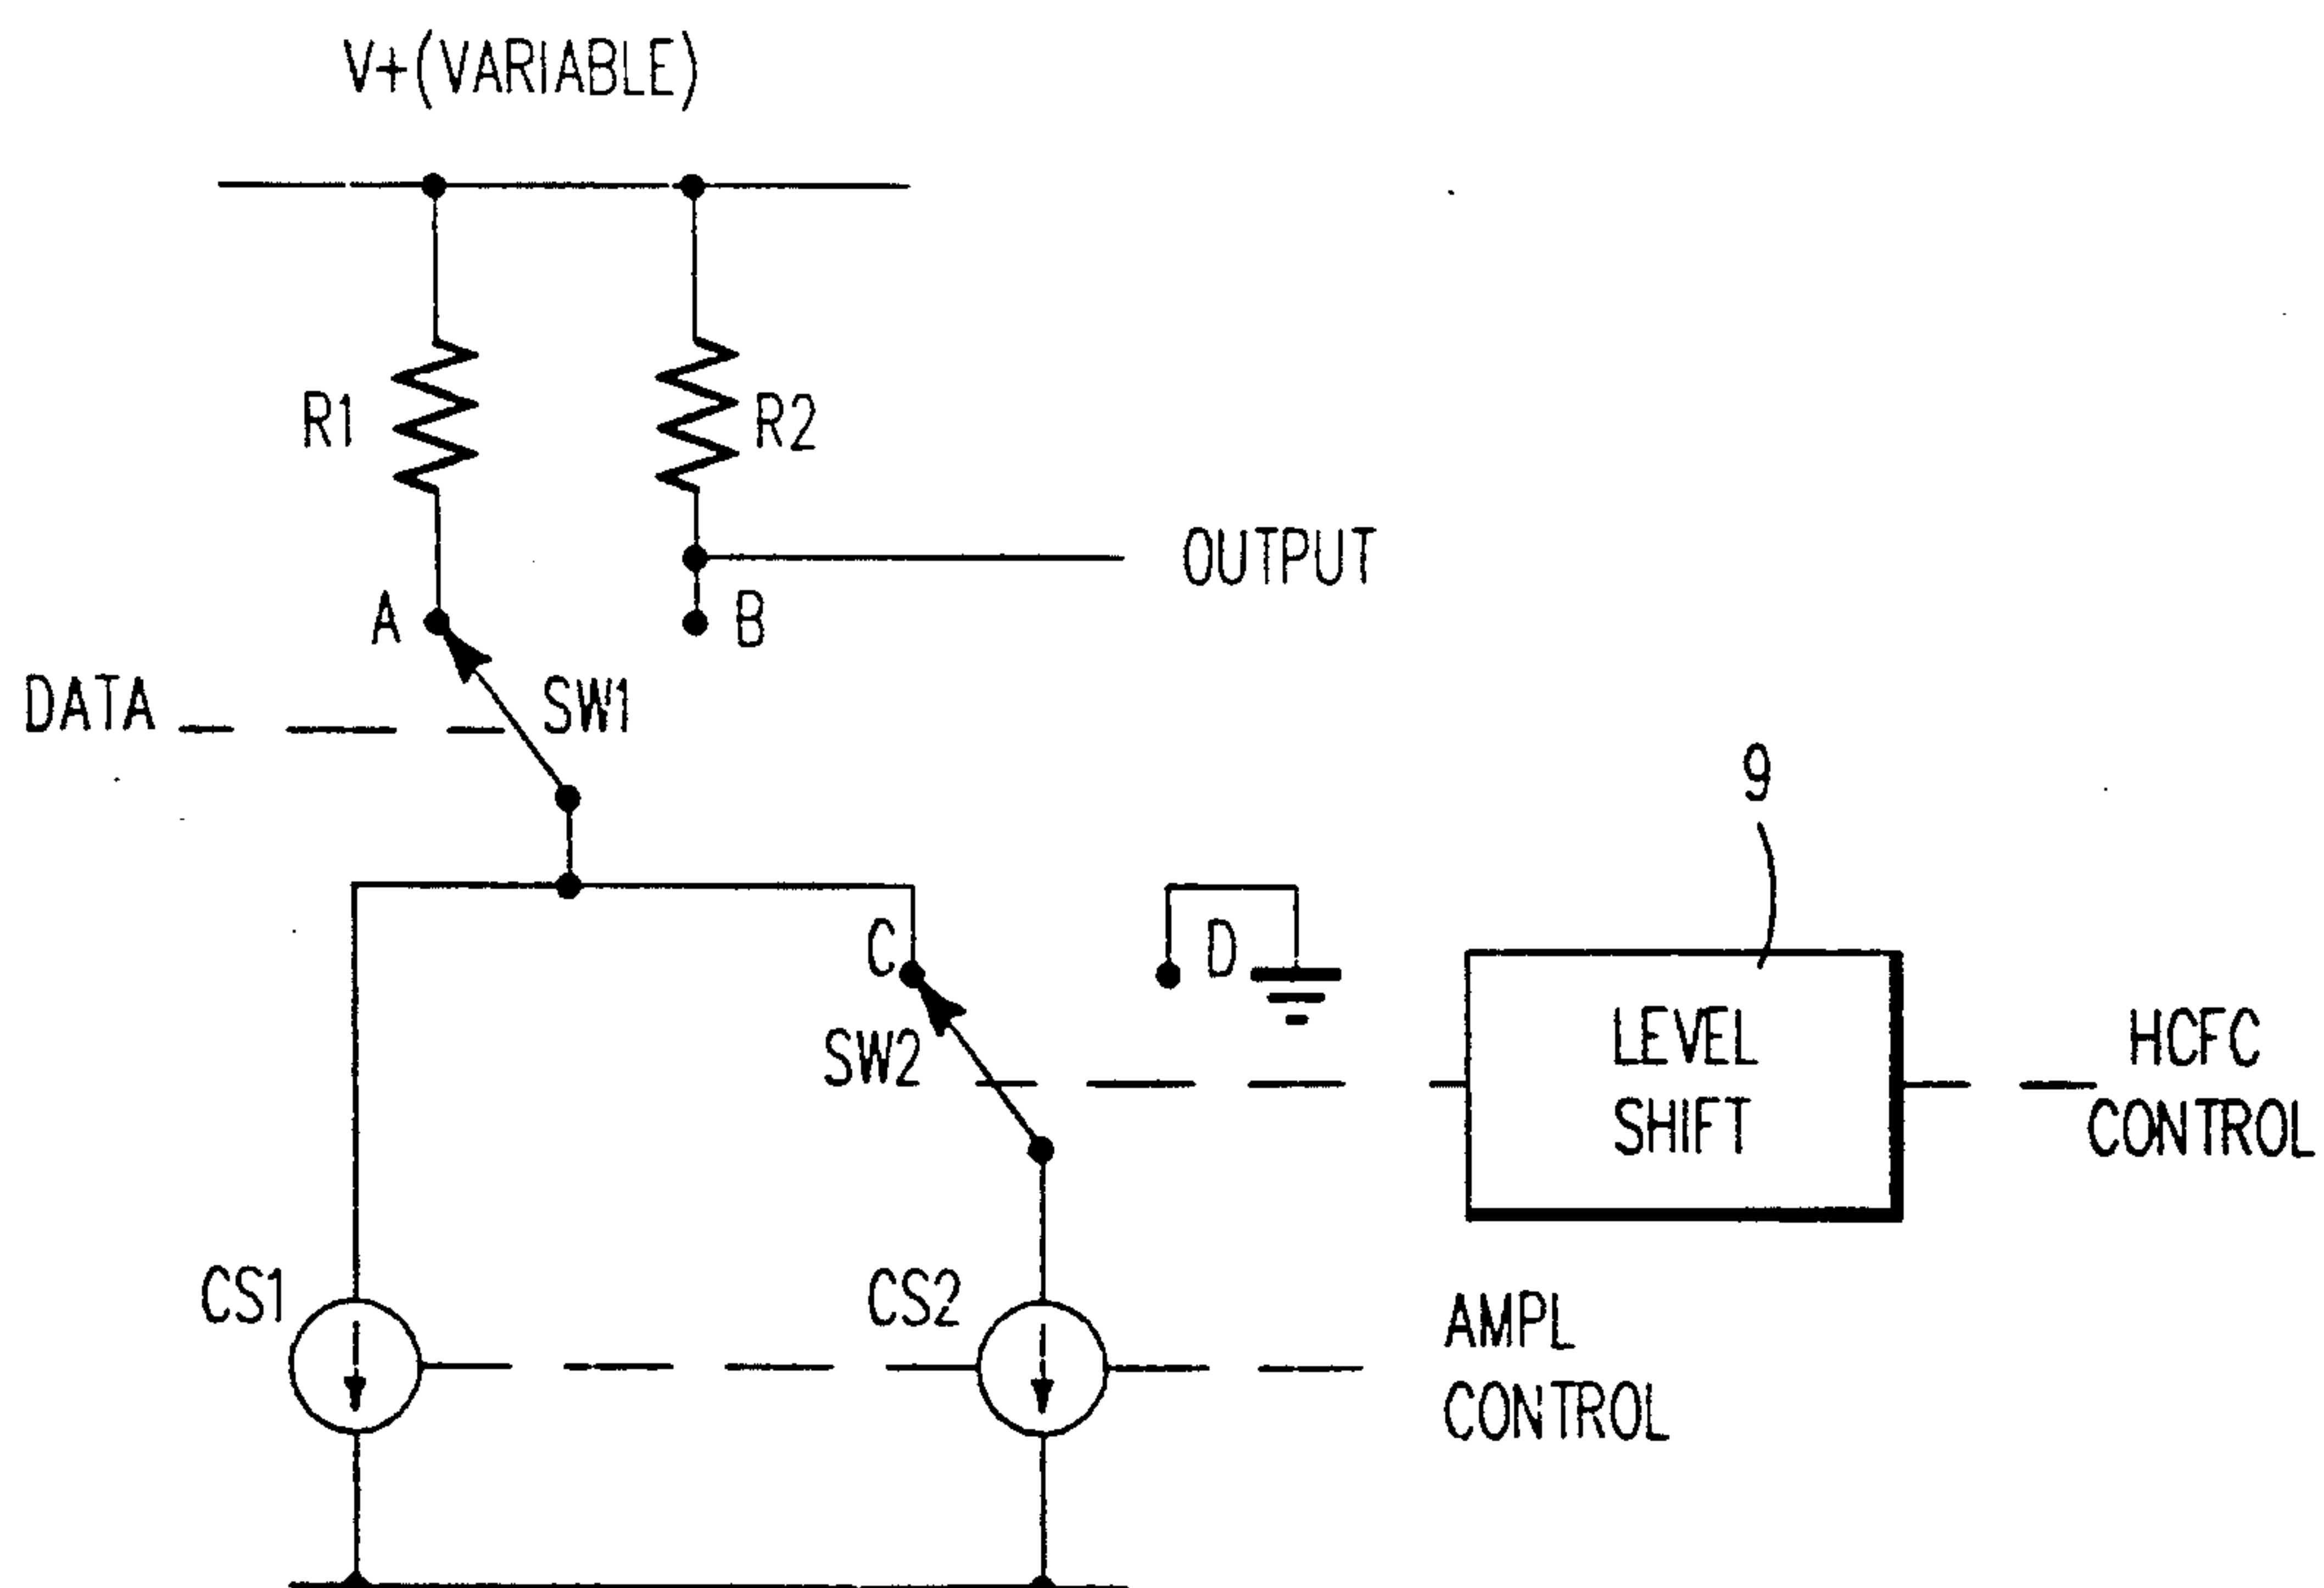 V+(VARIABLE)
R1
R2
OUTPUT
A
B
DATA
SW1
9
C
D
SW2
LEVEL
SHIFT
HCFC
CONTROL
CS1
CS2
AMPL
CONTROL